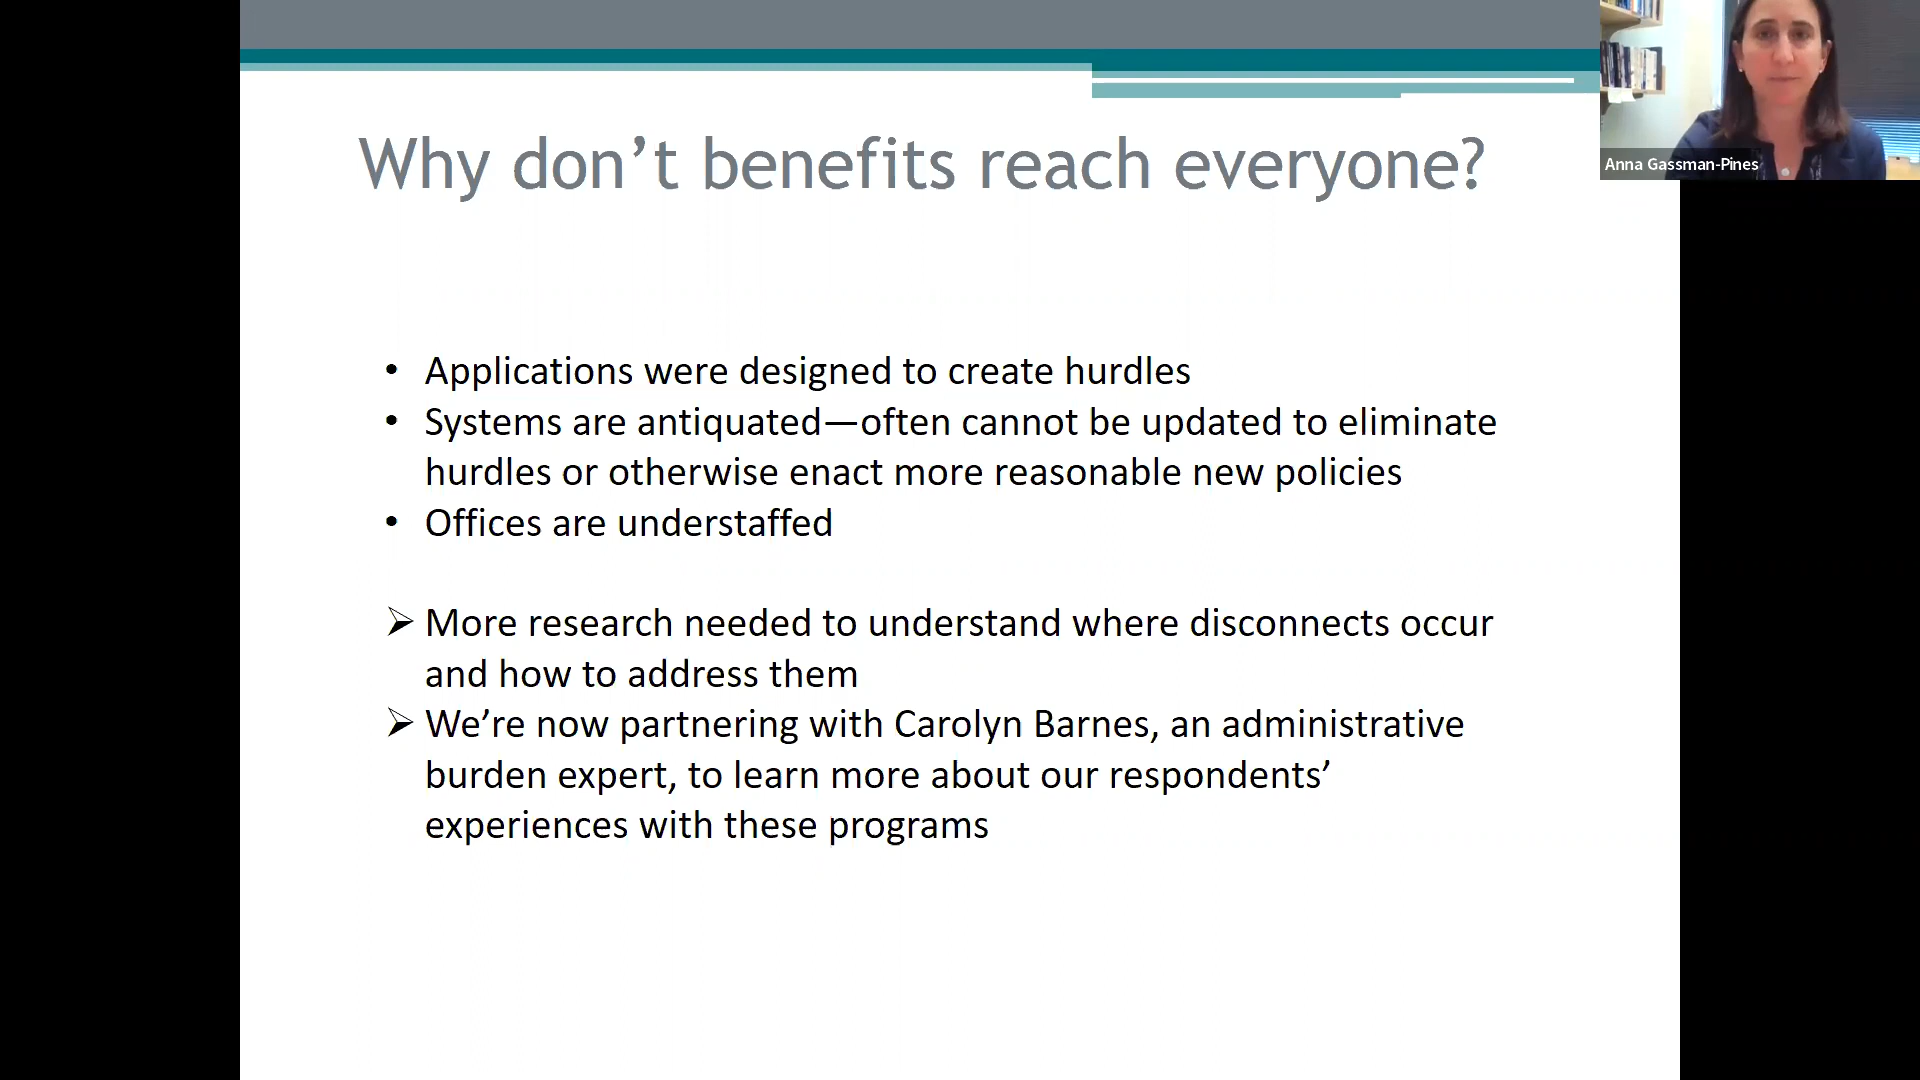 Why don’t benefits reach everyone?
Anna Gassman-Pines
• Applications were designed to create hurdles
• Systems are antiquated—often cannot be updated to eliminate
hurdles or otherwise enact more reasonable new policies
• Offices are understaffed
➢ More research needed to understand where disconnects occur
and how to address them
➢ We’re now partnering with Carolyn Barnes, an administrative
burden expert, to learn more about our respondents’
experiences with these programs